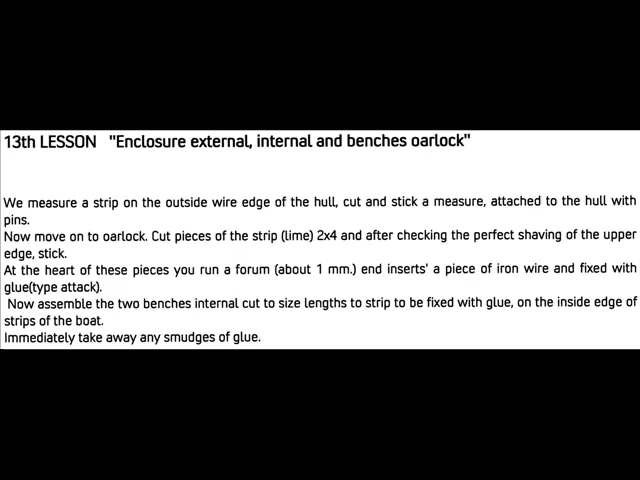 13th LESSON "Enclosure external, internal and benches oarlock"
We measure a strip on the outside wire edge of the hull, cut and stick a measure, attached to the hull with
pins.
Now move on to oarlock. Cut pieces of the strip (lime) 2x4 and after checking the perfect shaving of the upper
edge, stick.
At the heart of these pieces you run a forum (about 1 mm.) end inserts' a piece of iron wire and fixed with
glue(type attack).
Now assemble the two benches internal cut to size lengths to strip to be fixed with glue, on the inside edge of
strips of the boat.
Immediately take away any smudges of glue.